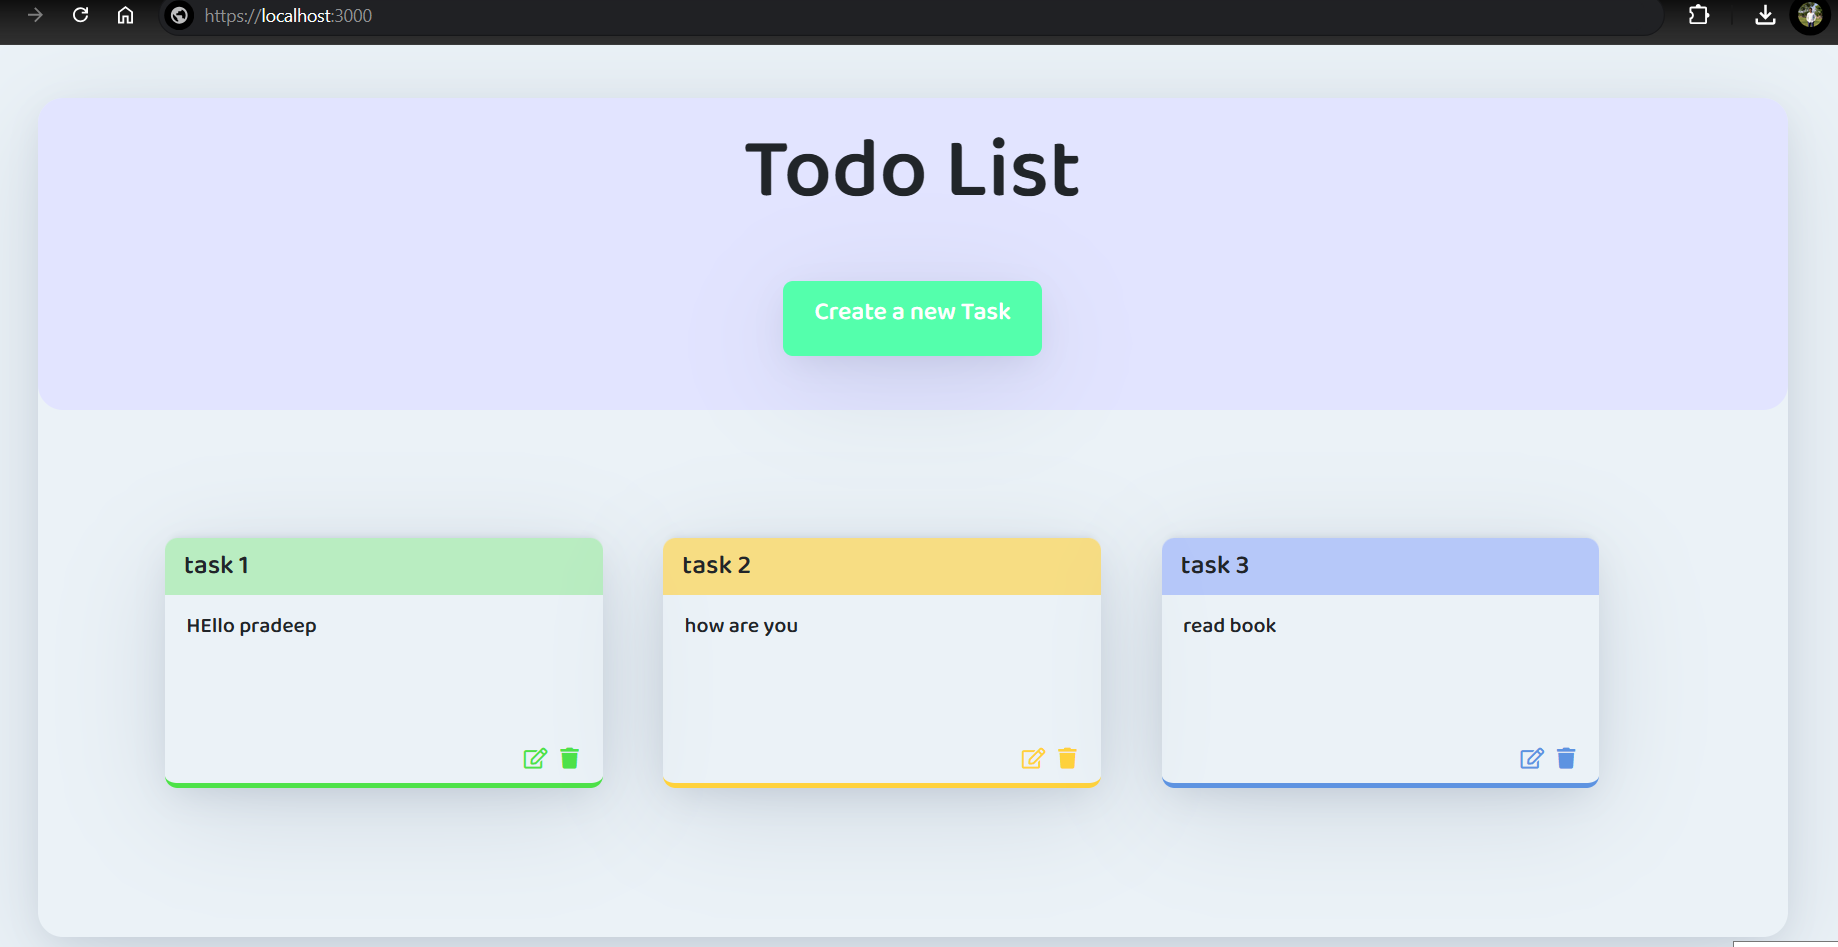 https://localhost:3000
Todo List
Create a new Task
task 1
HEllo pradeep
task 2
how are you
task 3
read book